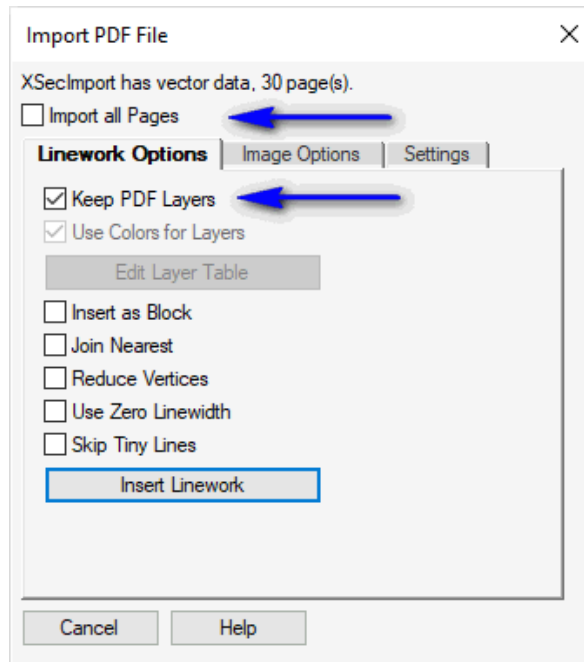 Import PDF File
XSecImport has vector data, 30 page(s).
Import all Pages
Linework Options Image Options Settings
Keep PDF Layers
Use Colors for Layers
Edit Layer Table
Insert as Block
Join Nearest
Reduce Vertices
Use Zero Linewidth
Skip Tiny Lines
Insert Linework
Cancel Help